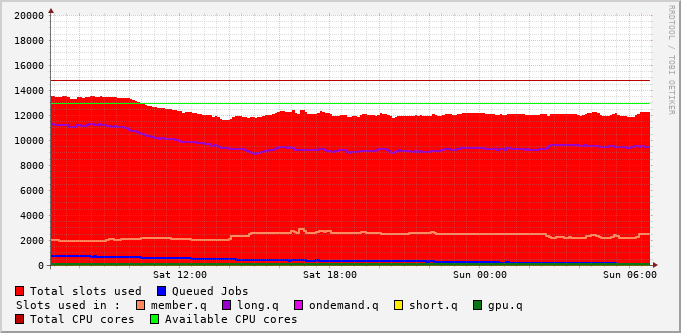 20000
18000
16000
14000
12000
10000
8000
6000
4000
2000
0
Sat 12:00 Sat 18:00 Sun 00:00 Sun 06:00
RRDTOOL / TOBI OETIKER
Total slots used Queued Jobs
Slots used in : member.q long.q ondemand.q short.q gpu.q
Total CPU cores Available CPU cores